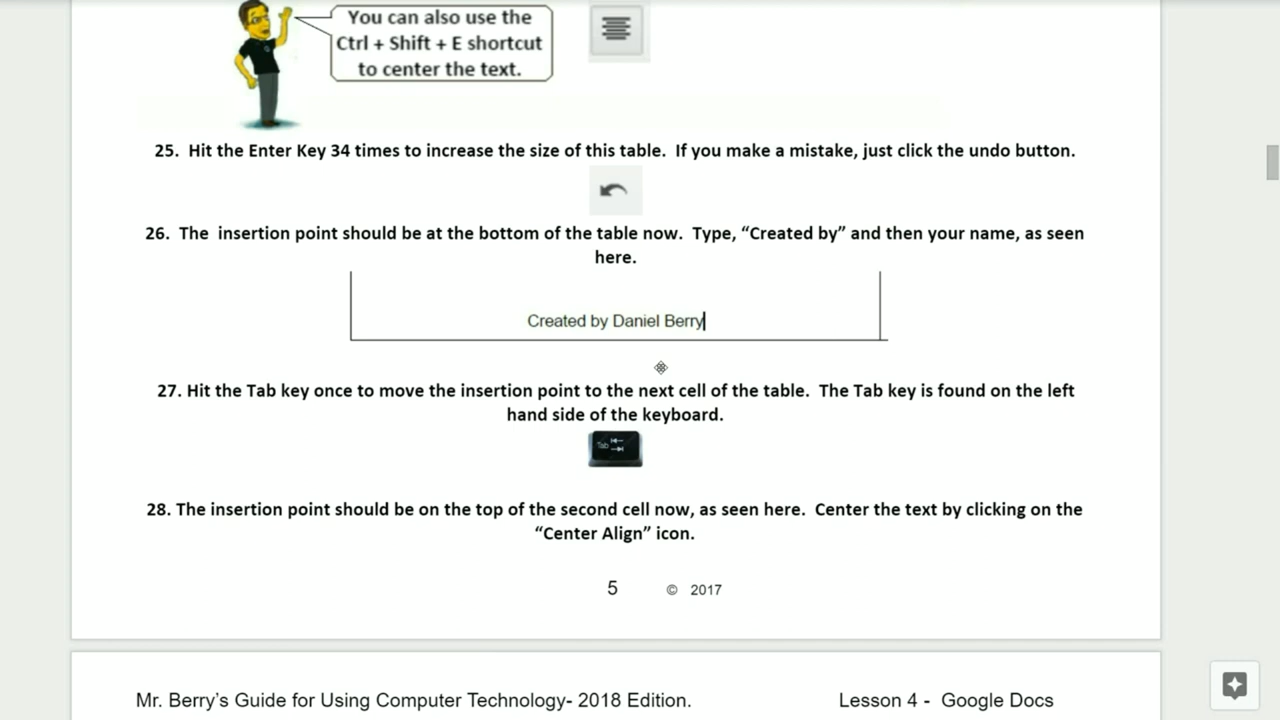 You can also use the
Ctrl + Shift + E shortcut
to center the text.
25. Hit the Enter Key 34 times to increase the size of this table. If you make a mistake, just click the undo button.
26. The insertion point should be at the bottom of the table now. Type, “Created by” and then your name, as seen
here.
Created by Daniel Berry
27. Hit the Tab key once to move the insertion point to the next cell of the table. The Tab key is found on the left
hand side of the keyboard.
Tab
28. The insertion point should be on the top of the second cell now, as seen here. Center the text by clicking on the
“Center Align” icon.
5 © 2017
Mr. Berry’s Guide for Using Computer Technology- 2018 Edition. Lesson 4 - Google Docs